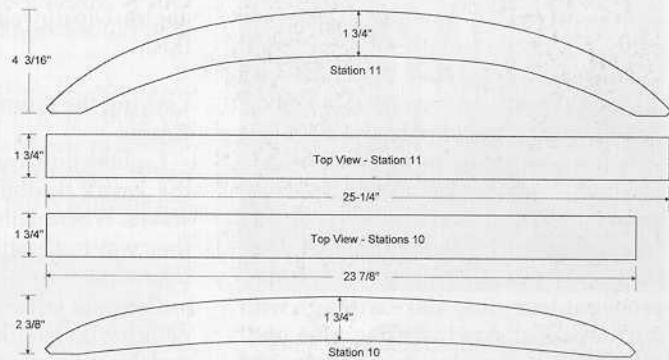 1 3/4"
4 3/16"
Station 11
1 3/4"
Top View - Station 11
25-1/4"
1 3/4"
Top View - Stations 10
23 7/8"
2 3/8"
1 3/4"
Station 10